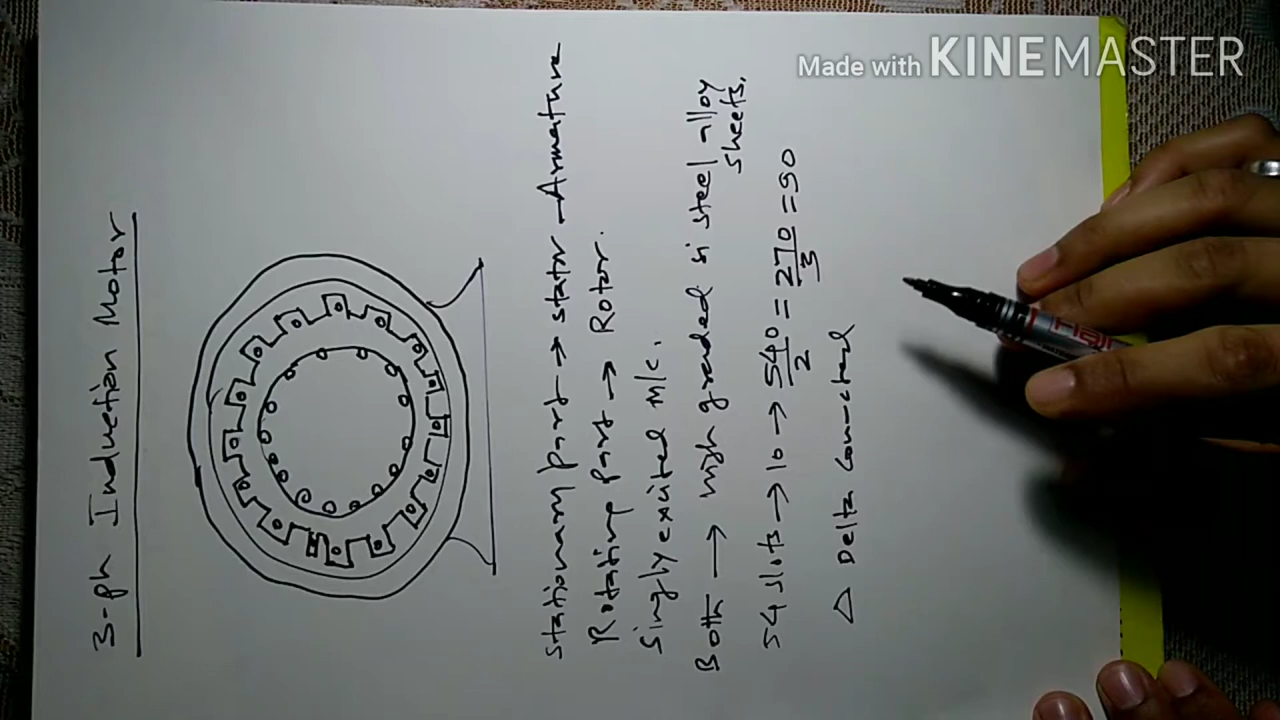 3-ph Induction Motor
Stationary part → stator - Armature
Rotating part → Rotor.
Singly excited M/c.
Both → high graded si steel alloy
sheets.
54 slots → 10 → 540/2 = 270/3 = 90
Δ Delta connected
Made with KINEMASTER